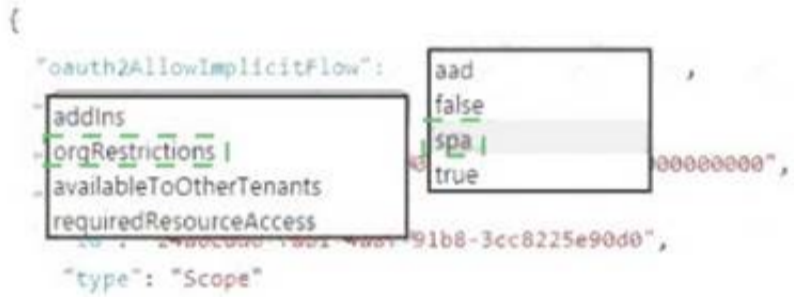 {
"oauth2AllowImplicitFlow":
aad
,
false
spa
true
addIns
orgRestrictions
availableToOtherTenants
requiredResourceAccess
00000000",
91b8-3cc8225e90d0",
"type": "Scope"